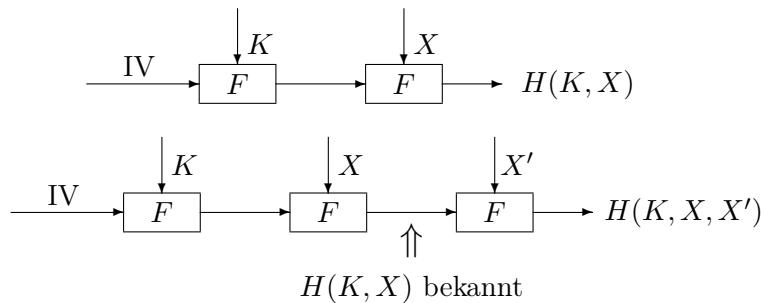 K X
IV F F H(K, X)
K X X′
IV F F F H(K, X, X′)
⇑
H(K, X) bekannt